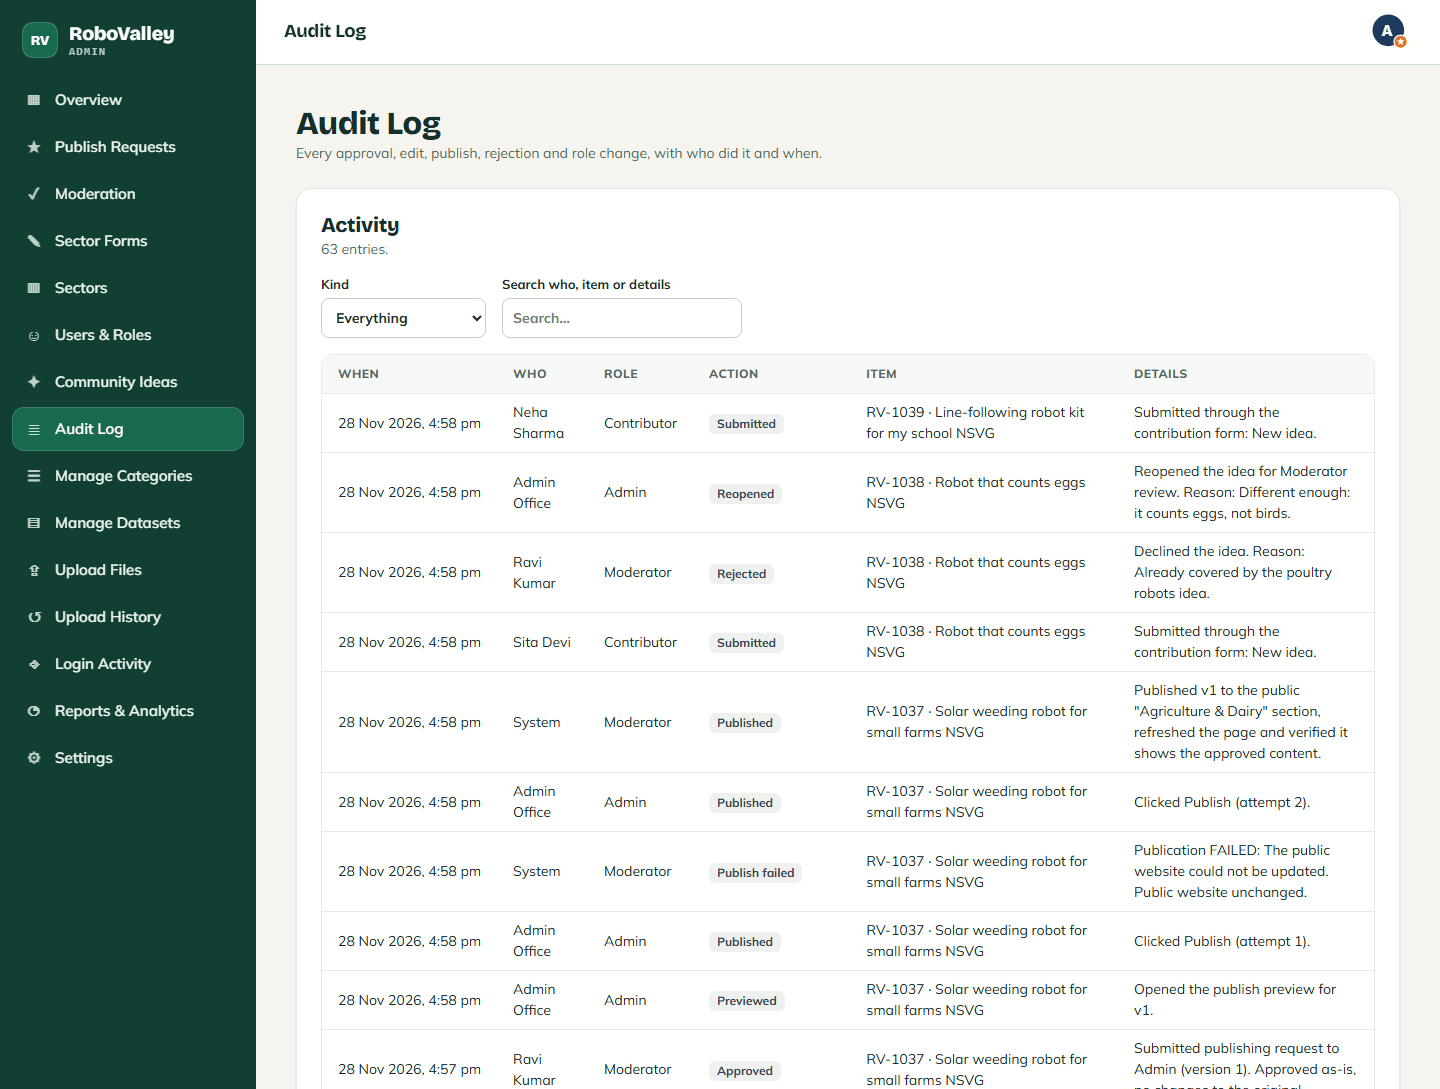 RV
RoboValley
ADMIN
Overview
Publish Requests
Moderation
Sector Forms
Sectors
Users & Roles
Community Ideas
Audit Log
Manage Categories
Manage Datasets
Upload Files
Upload History
Login Activity
Reports & Analytics
Settings
Audit Log
A
Audit Log
Every approval, edit, publish, rejection and role change, with who did it and when.
Activity
63 entries.
Kind
Search who, item or details
Everything
Search...
WHEN WHO ROLE ACTION ITEM DETAILS
28 Nov 2026, 4:58 pm
Neha
Sharma
Contributor
Submitted
RV-1039 · Line-following robot kit
for my school NSVG
Submitted through the
contribution form: New idea.
28 Nov 2026, 4:58 pm
Admin
Office
Admin
Reopened
RV-1038 · Robot that counts eggs
NSVG
Reopened the idea for Moderator
review. Reason: Different enough:
it counts eggs, not birds.
28 Nov 2026, 4:58 pm
Ravi
Kumar
Moderator
Rejected
RV-1038 · Robot that counts eggs
NSVG
Declined the idea. Reason:
Already covered by the poultry
robots idea.
28 Nov 2026, 4:58 pm
Sita Devi
Contributor
Submitted
RV-1038 · Robot that counts eggs
NSVG
Submitted through the
contribution form: New idea.
28 Nov 2026, 4:58 pm
System
Moderator
Published
RV-1037 · Solar weeding robot for
small farms NSVG
Published v1 to the public
"Agriculture & Dairy" section,
refreshed the page and verified it
shows the approved content.
28 Nov 2026, 4:58 pm
Admin
Office
Admin
Published
RV-1037 · Solar weeding robot for
small farms NSVG
Clicked Publish (attempt 2).
28 Nov 2026, 4:58 pm
System
Moderator
Publish failed
RV-1037 · Solar weeding robot for
small farms NSVG
Publication FAILED: The public
website could not be updated.
Public website unchanged.
28 Nov 2026, 4:58 pm
Admin
Office
Admin
Published
RV-1037 · Solar weeding robot for
small farms NSVG
Clicked Publish (attempt 1).
28 Nov 2026, 4:58 pm
Admin
Office
Admin
Previewed
RV-1037 · Solar weeding robot for
small farms NSVG
Opened the publish preview for
v1.
28 Nov 2026, 4:57 pm
Ravi
Kumar
Moderator
Approved
RV-1037 · Solar weeding robot for
small farms NSVG
Submitted publishing request to
Admin (version 1). Approved as-is,